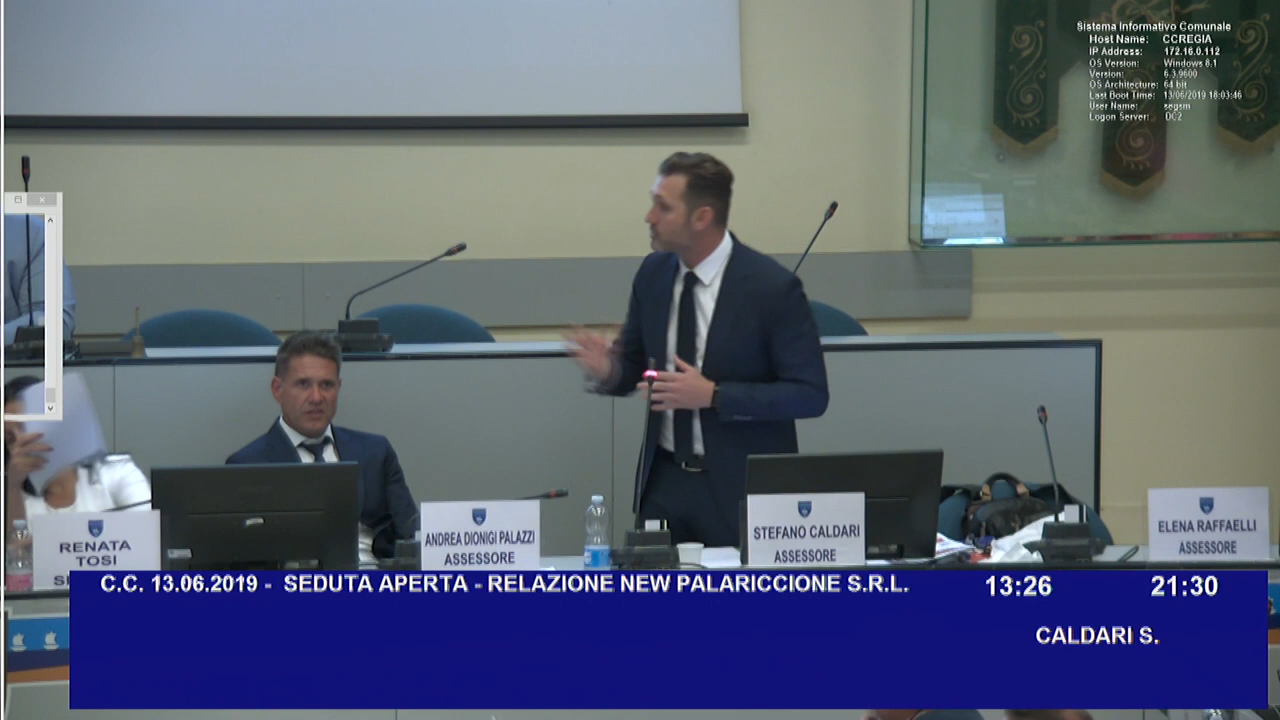 Sistema Informativo Comunale
Host Name: CCREGIA
IP Address: 172.16.0.112
OS Version: Windows 8.1
Version: 6.3.9600
OS Architecture: 64 bit
Last Boot Time: 13/06/2019 18:03:46
User Name: segsm
Logon Server: DC2
RENATA
TOSI
ANDREA DIONIGI PALAZZI
ASSESSORE
STEFANO CALDARI
ASSESSORE
ELENA RAFFAELLI
ASSESSORE
C.C. 13.06.2019 - SEDUTA APERTA - RELAZIONE NEW PALARICCIONE S.R.L. 13:26 21:30
CALDARI S.